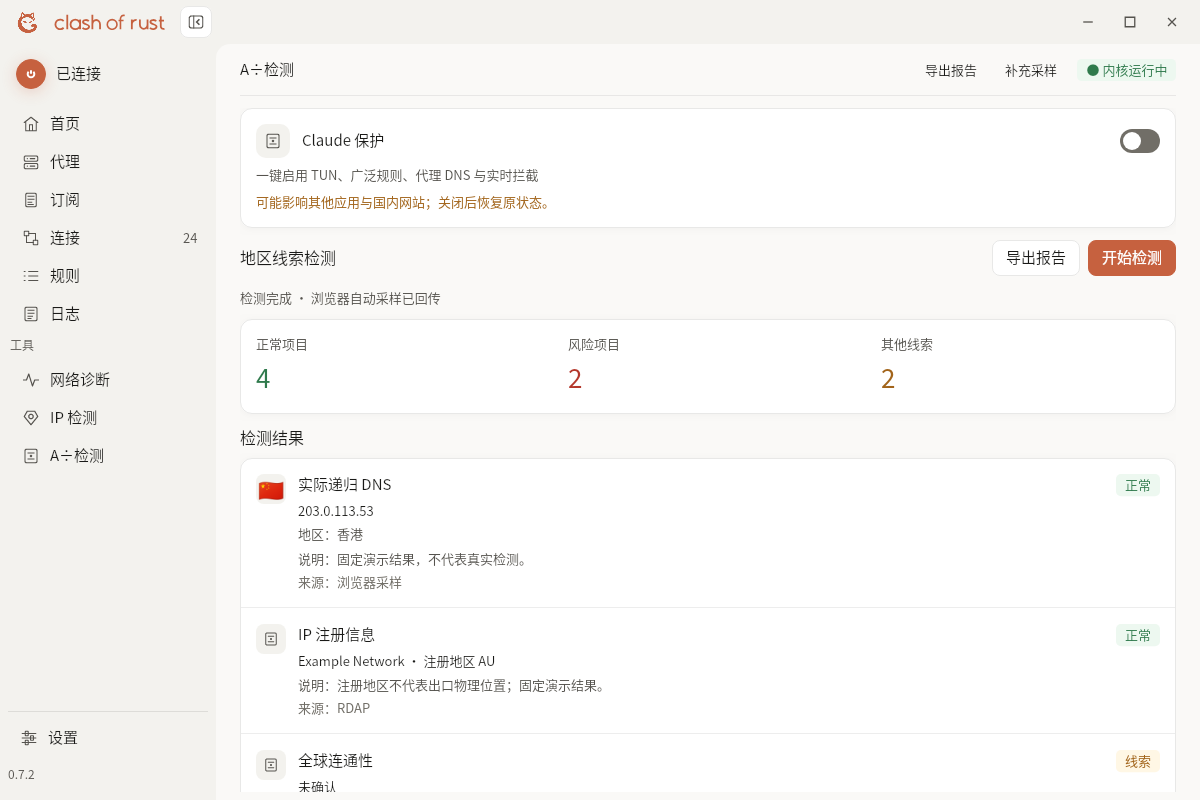 clash of rust
已连接
首页
代理
订阅
连接 24
规则
日志
工具
网络诊断
IP 检测
A÷检测
设置
0.7.2
A÷检测
导出报告 补充采样 内核运行中
Claude 保护
一键启用 TUN、广泛规则、代理 DNS 与实时拦截
可能影响其他应用与国内网站；关闭后恢复原状态。
地区线索检测
导出报告 开始检测
检测完成 · 浏览器自动采样已回传
正常项目 风险项目 其他线索
4 2 2
检测结果
实际递归 DNS 正常
203.0.113.53
地区：香港
说明：固定演示结果，不代表真实检测。
来源：浏览器采样
IP 注册信息 正常
Example Network · 注册地区 AU
说明：注册地区不代表出口物理位置；固定演示结果。
来源：RDAP
全球连通性 线索
未确认